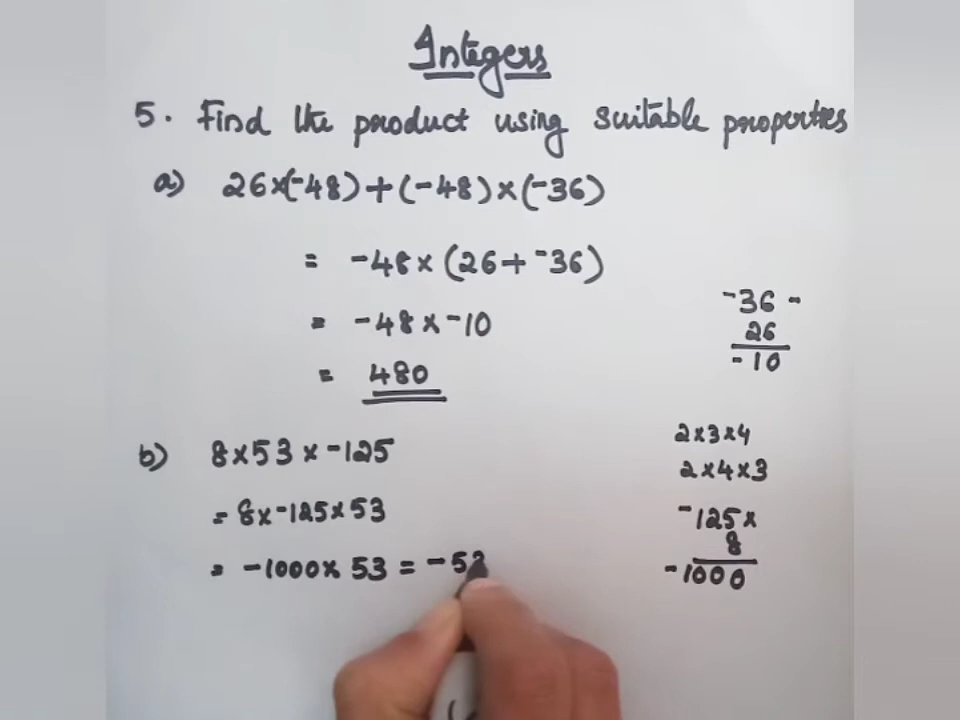 Integers
5. Find the product using suitable properties
a) 26×(-48)+(-48)×(-36)
= -48×(26+ -36)
= -48×-10
= 480
-36 -
26
-10
b) 8×53×-125
= 8×-125×53
= -1000×53 = -53
2×3×4
2×4×3
-125×
8
-1000